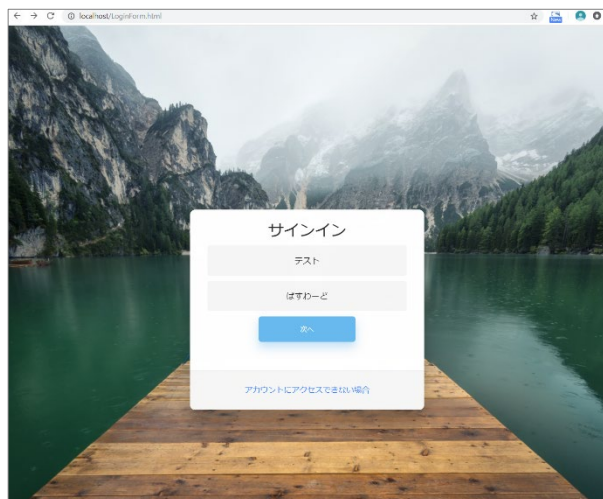 localhost/LoginForm.html
New
サインイン
テスト
ぱすわーど
次へ
アカウントにアクセスできない場合